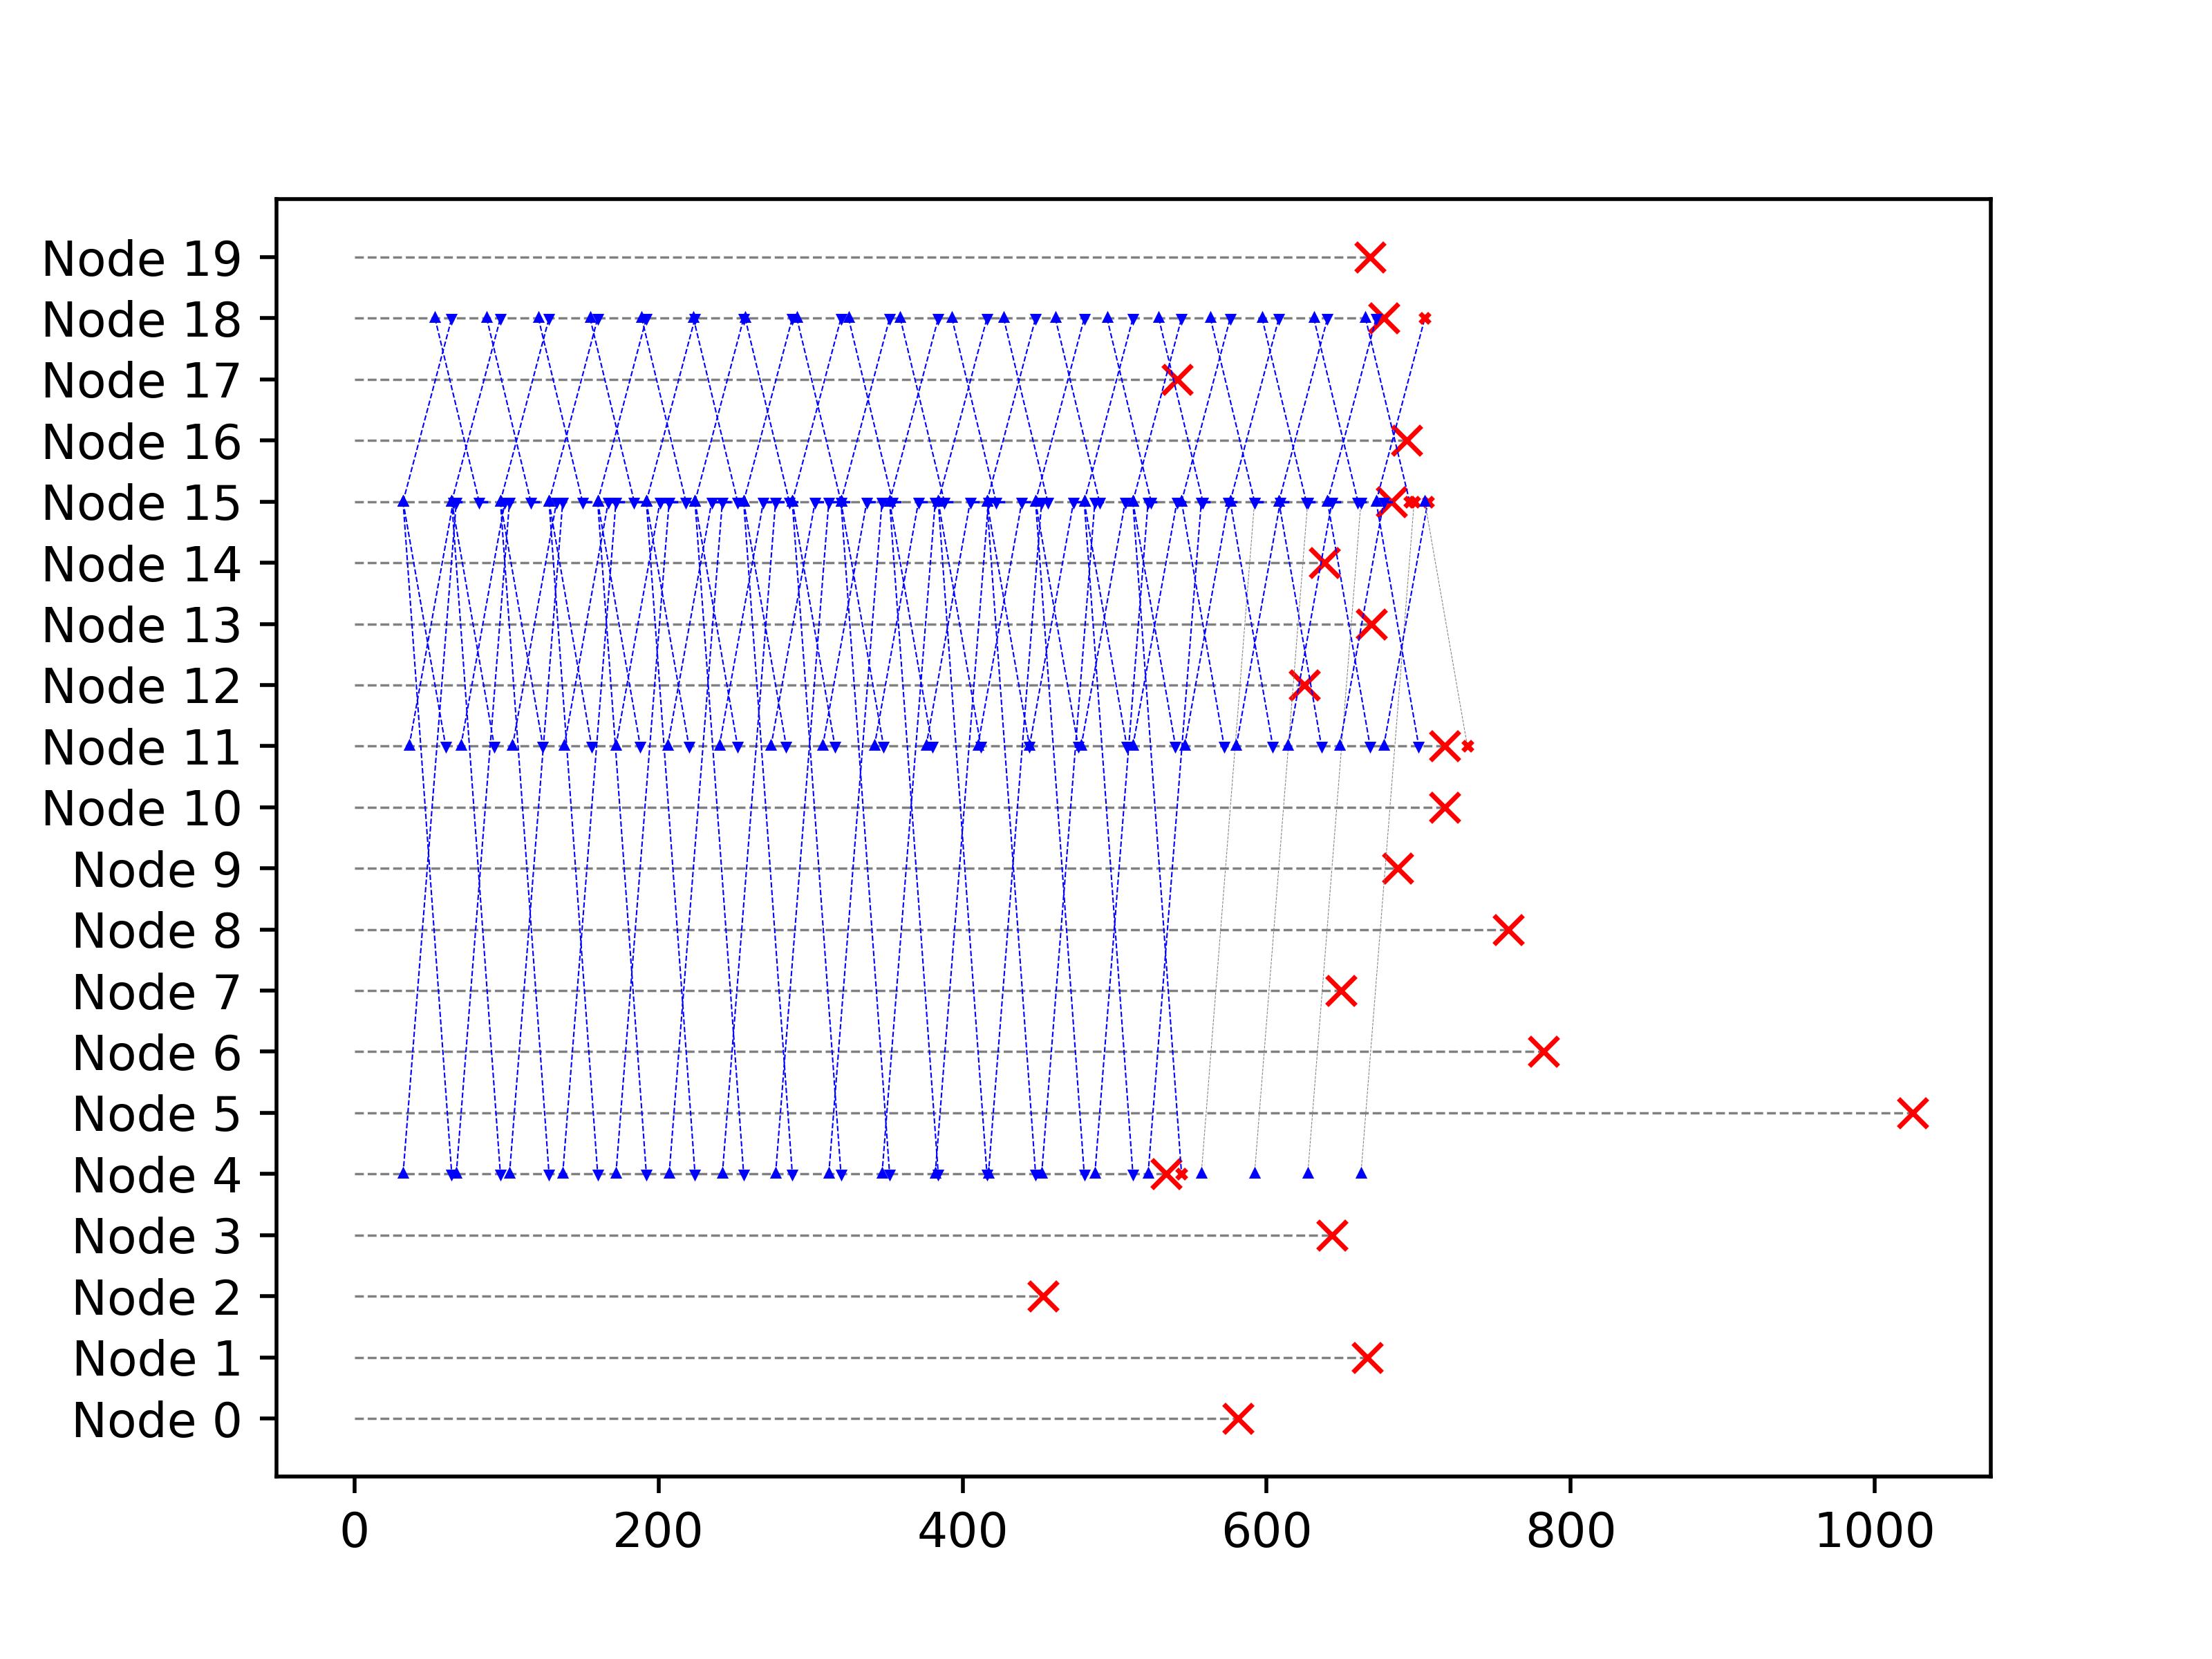 Node 19
Node 18
Node 17
Node 16
Node 15
Node 14
Node 13
Node 12
Node 11
Node 10
Node 9
Node 8
Node 7
Node 6
Node 5
Node 4
Node 3
Node 2
Node 1
Node 0
0 200 400 600 800 1000